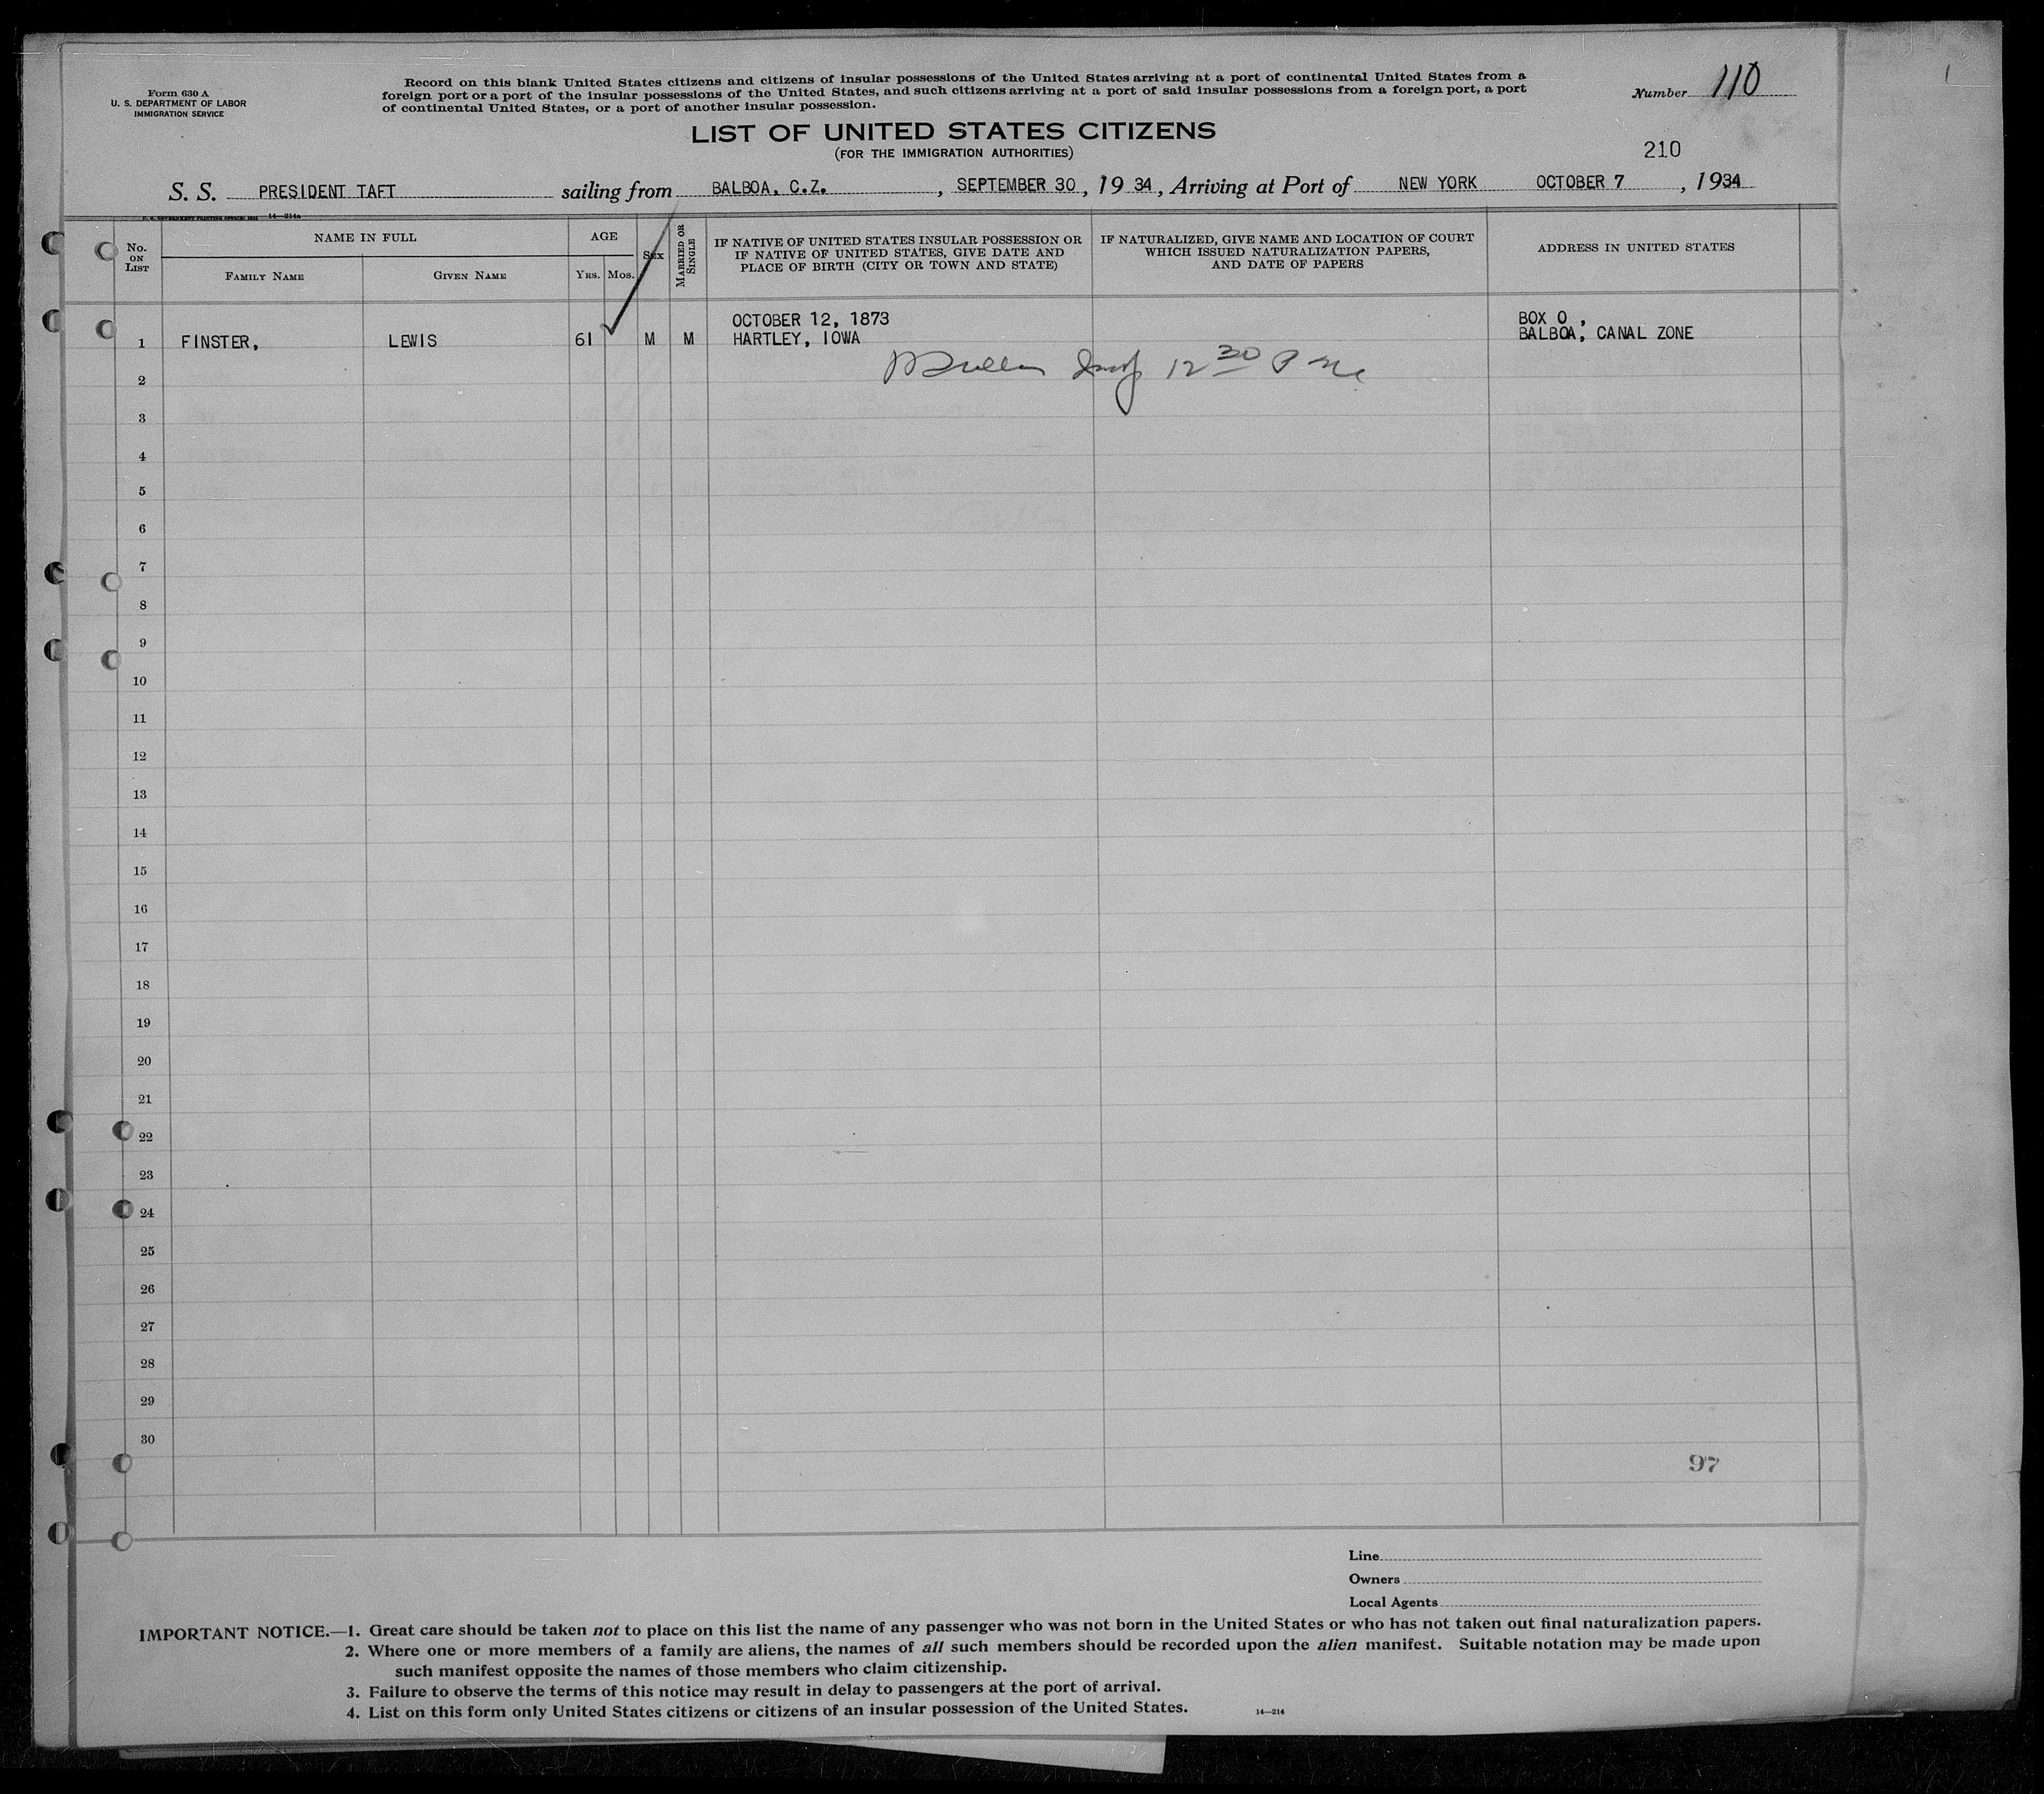 Form 630 A
U. S. DEPARTMENT OF LABOR
IMMIGRATION SERVICE
Record on this blank United States citizens and citizens of insular possessions of the United States arriving at a port of continental United States from a
foreign port or a port of the insular possessions of the United States, and such citizens arriving at a port of said insular possessions from a foreign port, a port
of continental United States, or a port of another insular possession.
Number 110
LIST OF UNITED STATES CITIZENS
(FOR THE IMMIGRATION AUTHORITIES)
210
S. S. PRESIDENT TAFT sailing from BALBOA, C.Z. , SEPTEMBER 30 , 19 34 , Arriving at Port of NEW YORK OCTOBER 7 , 1934
U. S. GOVERNMENT PRINTING OFFICE: 1931 14—214a
No. ON LIST
NAME IN FULL
FAMILY NAME
GIVEN NAME
AGE
YRS. MOS.
SEX
MARRIED OR SINGLE
IF NATIVE OF UNITED STATES INSULAR POSSESSION OR
IF NATIVE OF UNITED STATES, GIVE DATE AND
PLACE OF BIRTH (CITY OR TOWN AND STATE)
IF NATURALIZED, GIVE NAME AND LOCATION OF COURT
WHICH ISSUED NATURALIZATION PAPERS,
AND DATE OF PAPERS
ADDRESS IN UNITED STATES
OCTOBER 12, 1873 BOX O ,
1 FINSTER, LEWIS 61 M M HARTLEY, IOWA BALBOA, CANAL ZONE
2 12 30 P M
3
4
5
6
7
8
9
10
11
12
13
14
15
16
17
18
19
20
21
22
23
24
25
26
27
28
29
30
97
Line
Owners
Local Agents
IMPORTANT NOTICE.—1. Great care should be taken not to place on this list the name of any passenger who was not born in the United States or who has not taken out final naturalization papers.
2. Where one or more members of a family are aliens, the names of all such members should be recorded upon the alien manifest. Suitable notation may be made upon
such manifest opposite the names of those members who claim citizenship.
3. Failure to observe the terms of this notice may result in delay to passengers at the port of arrival.
4. List on this form only United States citizens or citizens of an insular possession of the United States. 14—214